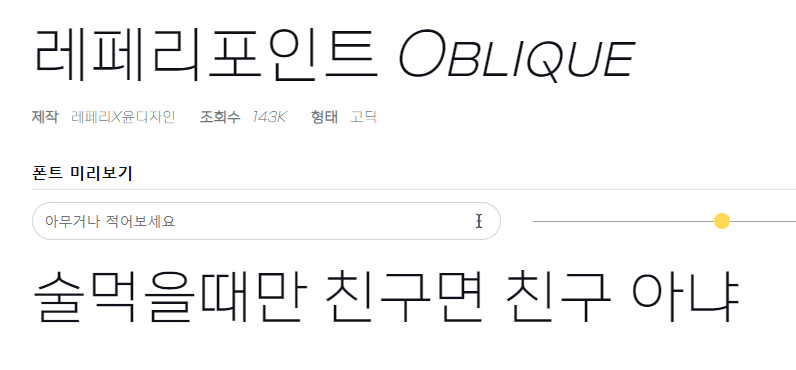 레페리포인트 OBLIQUE
제작 레페리X윤디자인 조회수 143K 형태 고딕
폰트 미리보기
아무거나 적어보세요
술먹을때만 친구면 친구 아냐